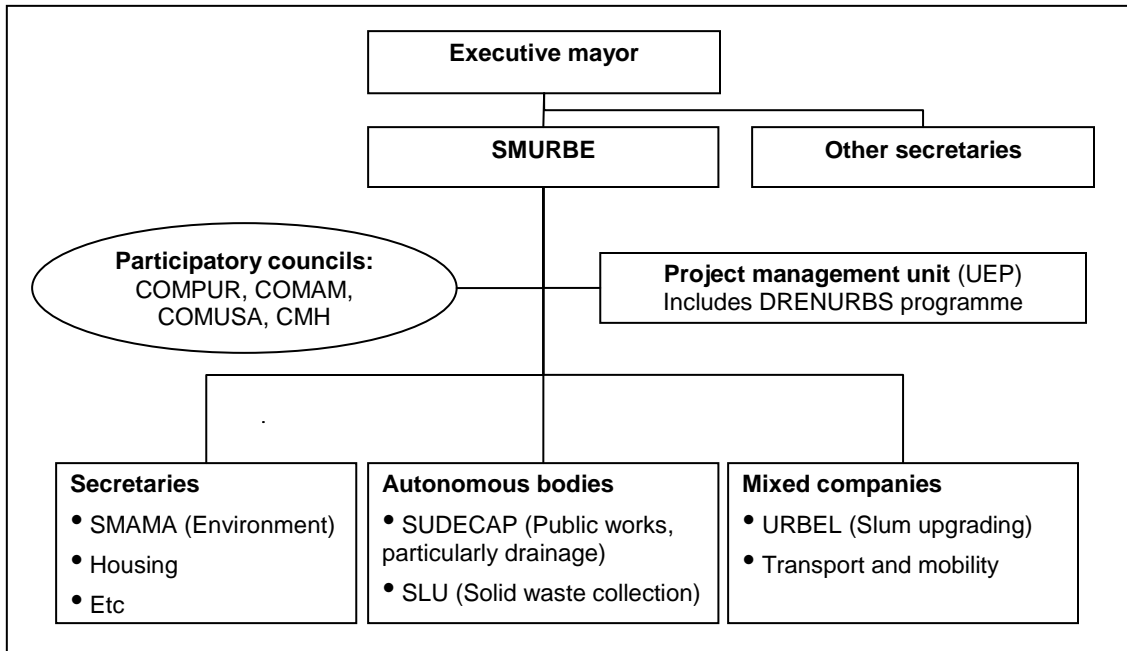 Executive mayor
SMURBE
Other secretaries
Participatory councils:
COMPUR, COMAM,
COMUSA, CMH
Project management unit (UEP)
Includes DRENURBS programme
Secretaries
• SMAMA (Environment)
• Housing
• Etc
Autonomous bodies
• SUDECAP (Public works,
particularly drainage)
• SLU (Solid waste collection)
Mixed companies
• URBEL (Slum upgrading)
• Transport and mobility